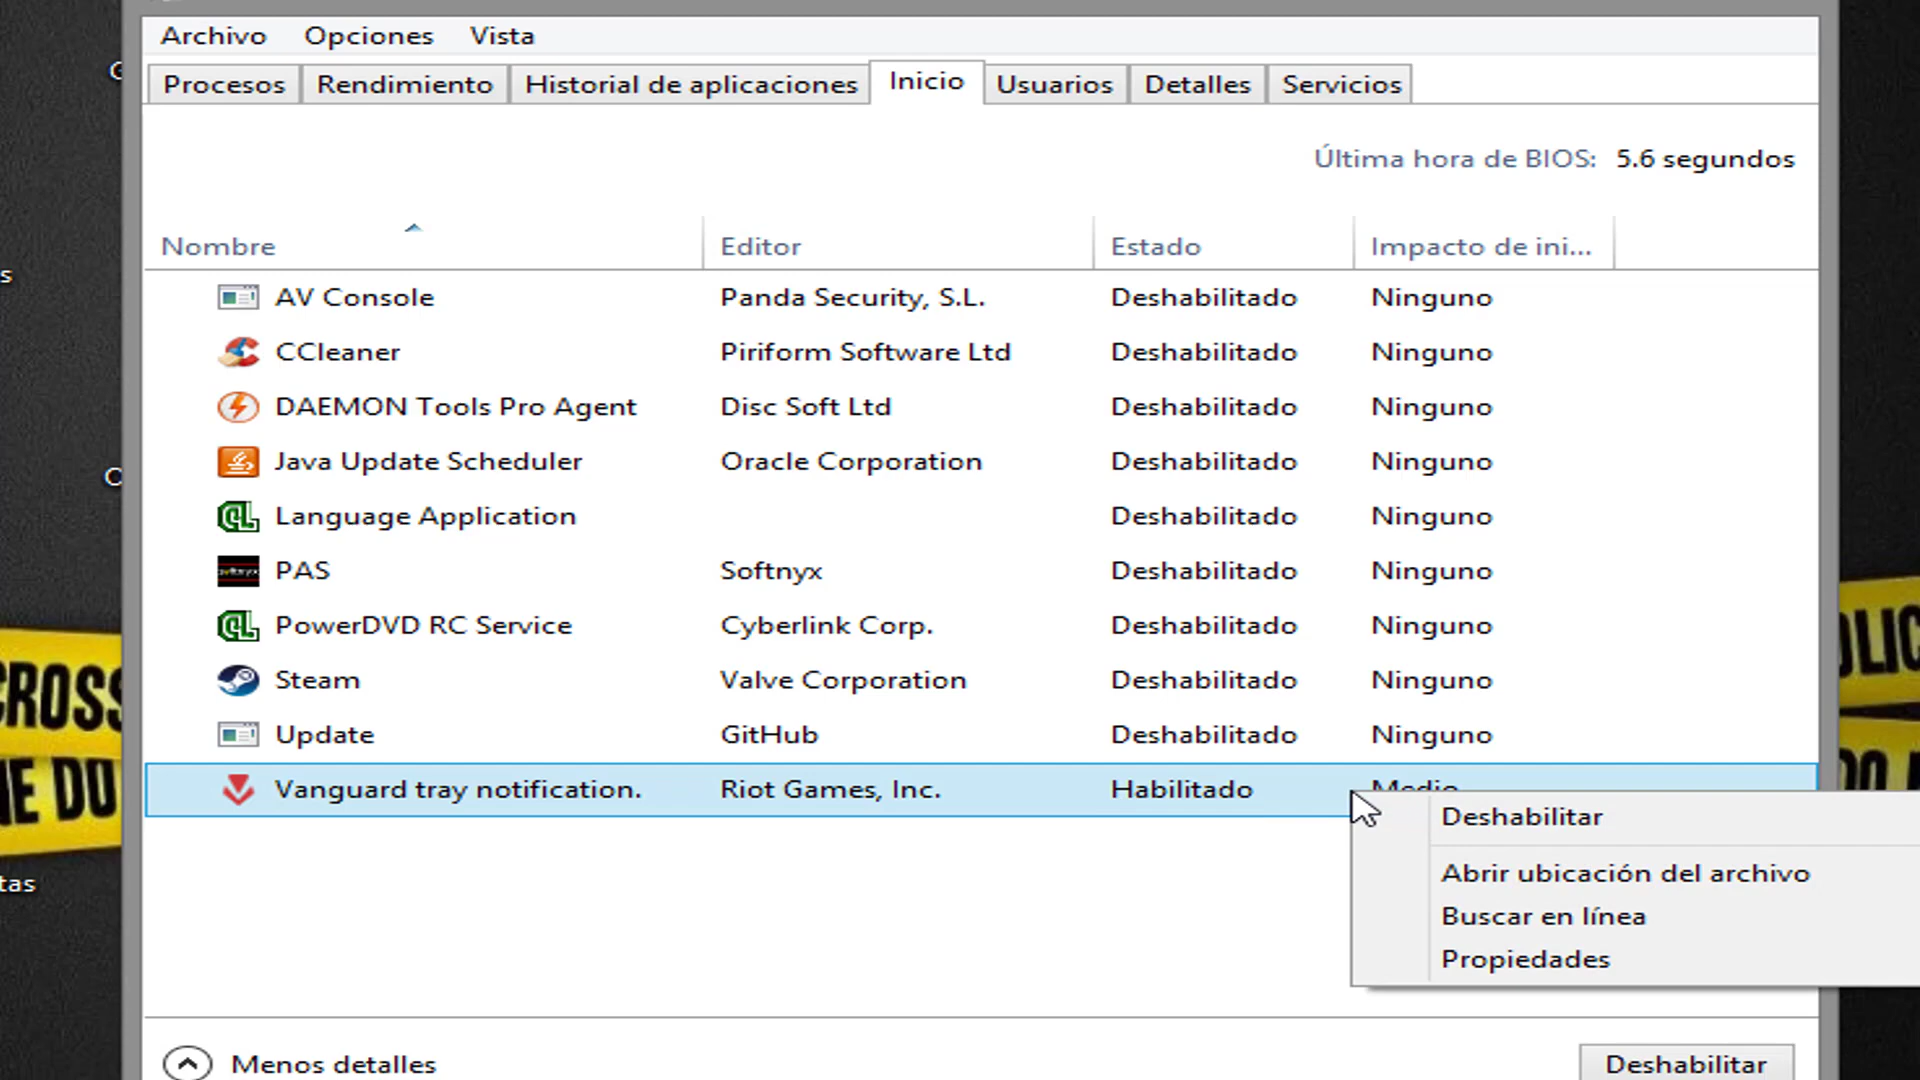 Archivo Opciones Vista
Procesos Rendimiento Historial de aplicaciones Inicio Usuarios Detalles Servicios
Última hora de BIOS: 5.6 segundos
Nombre Editor Estado Impacto de ini...
AV Console Panda Security, S.L. Deshabilitado Ninguno
CCleaner Piriform Software Ltd Deshabilitado Ninguno
DAEMON Tools Pro Agent Disc Soft Ltd Deshabilitado Ninguno
Java Update Scheduler Oracle Corporation Deshabilitado Ninguno
Language Application Deshabilitado Ninguno
PAS Softnyx Deshabilitado Ninguno
PowerDVD RC Service Cyberlink Corp. Deshabilitado Ninguno
Steam Valve Corporation Deshabilitado Ninguno
Update GitHub Deshabilitado Ninguno
Vanguard tray notification. Riot Games, Inc. Habilitado Medio
Deshabilitar
Abrir ubicación del archivo
Buscar en línea
Propiedades
Menos detalles Deshabilitar
CROSS
NE DO
tas